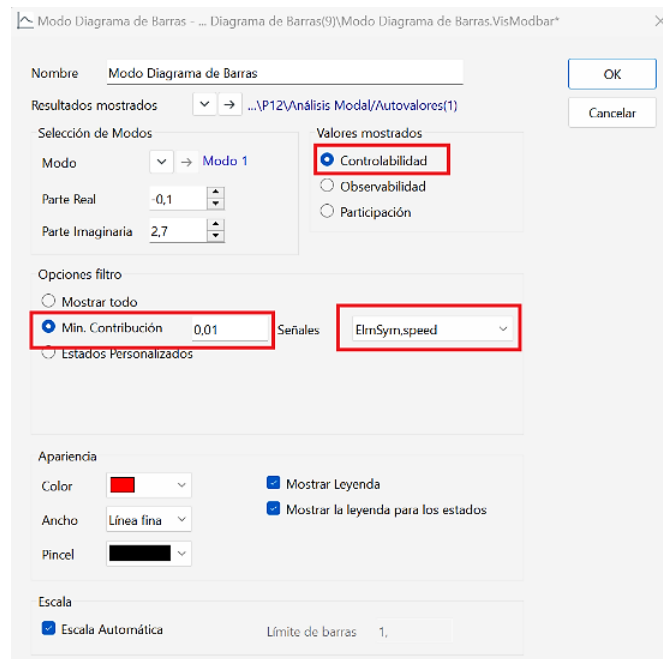 Modo Diagrama de Barras - ... Diagrama de Barras(9)\Modo Diagrama de Barras.VisModbar*
Nombre Modo Diagrama de Barras OK
Resultados mostrados ...\P12\Análisis Modal/Autovalores(1) Cancelar
Selección de Modos Valores mostrados
Modo Modo 1 Controlabilidad
Observabilidad
Parte Real -0,1
Participación
Parte Imaginaria 2,7
Opciones filtro
Mostrar todo
Min. Contribución 0,01 Señales ElmSym,speed
Estados Personalizados
Apariencia
Color Mostrar Leyenda
Ancho Línea fina Mostrar la leyenda para los estados
Pincel
Escala
Escala Automática Límite de barras 1,